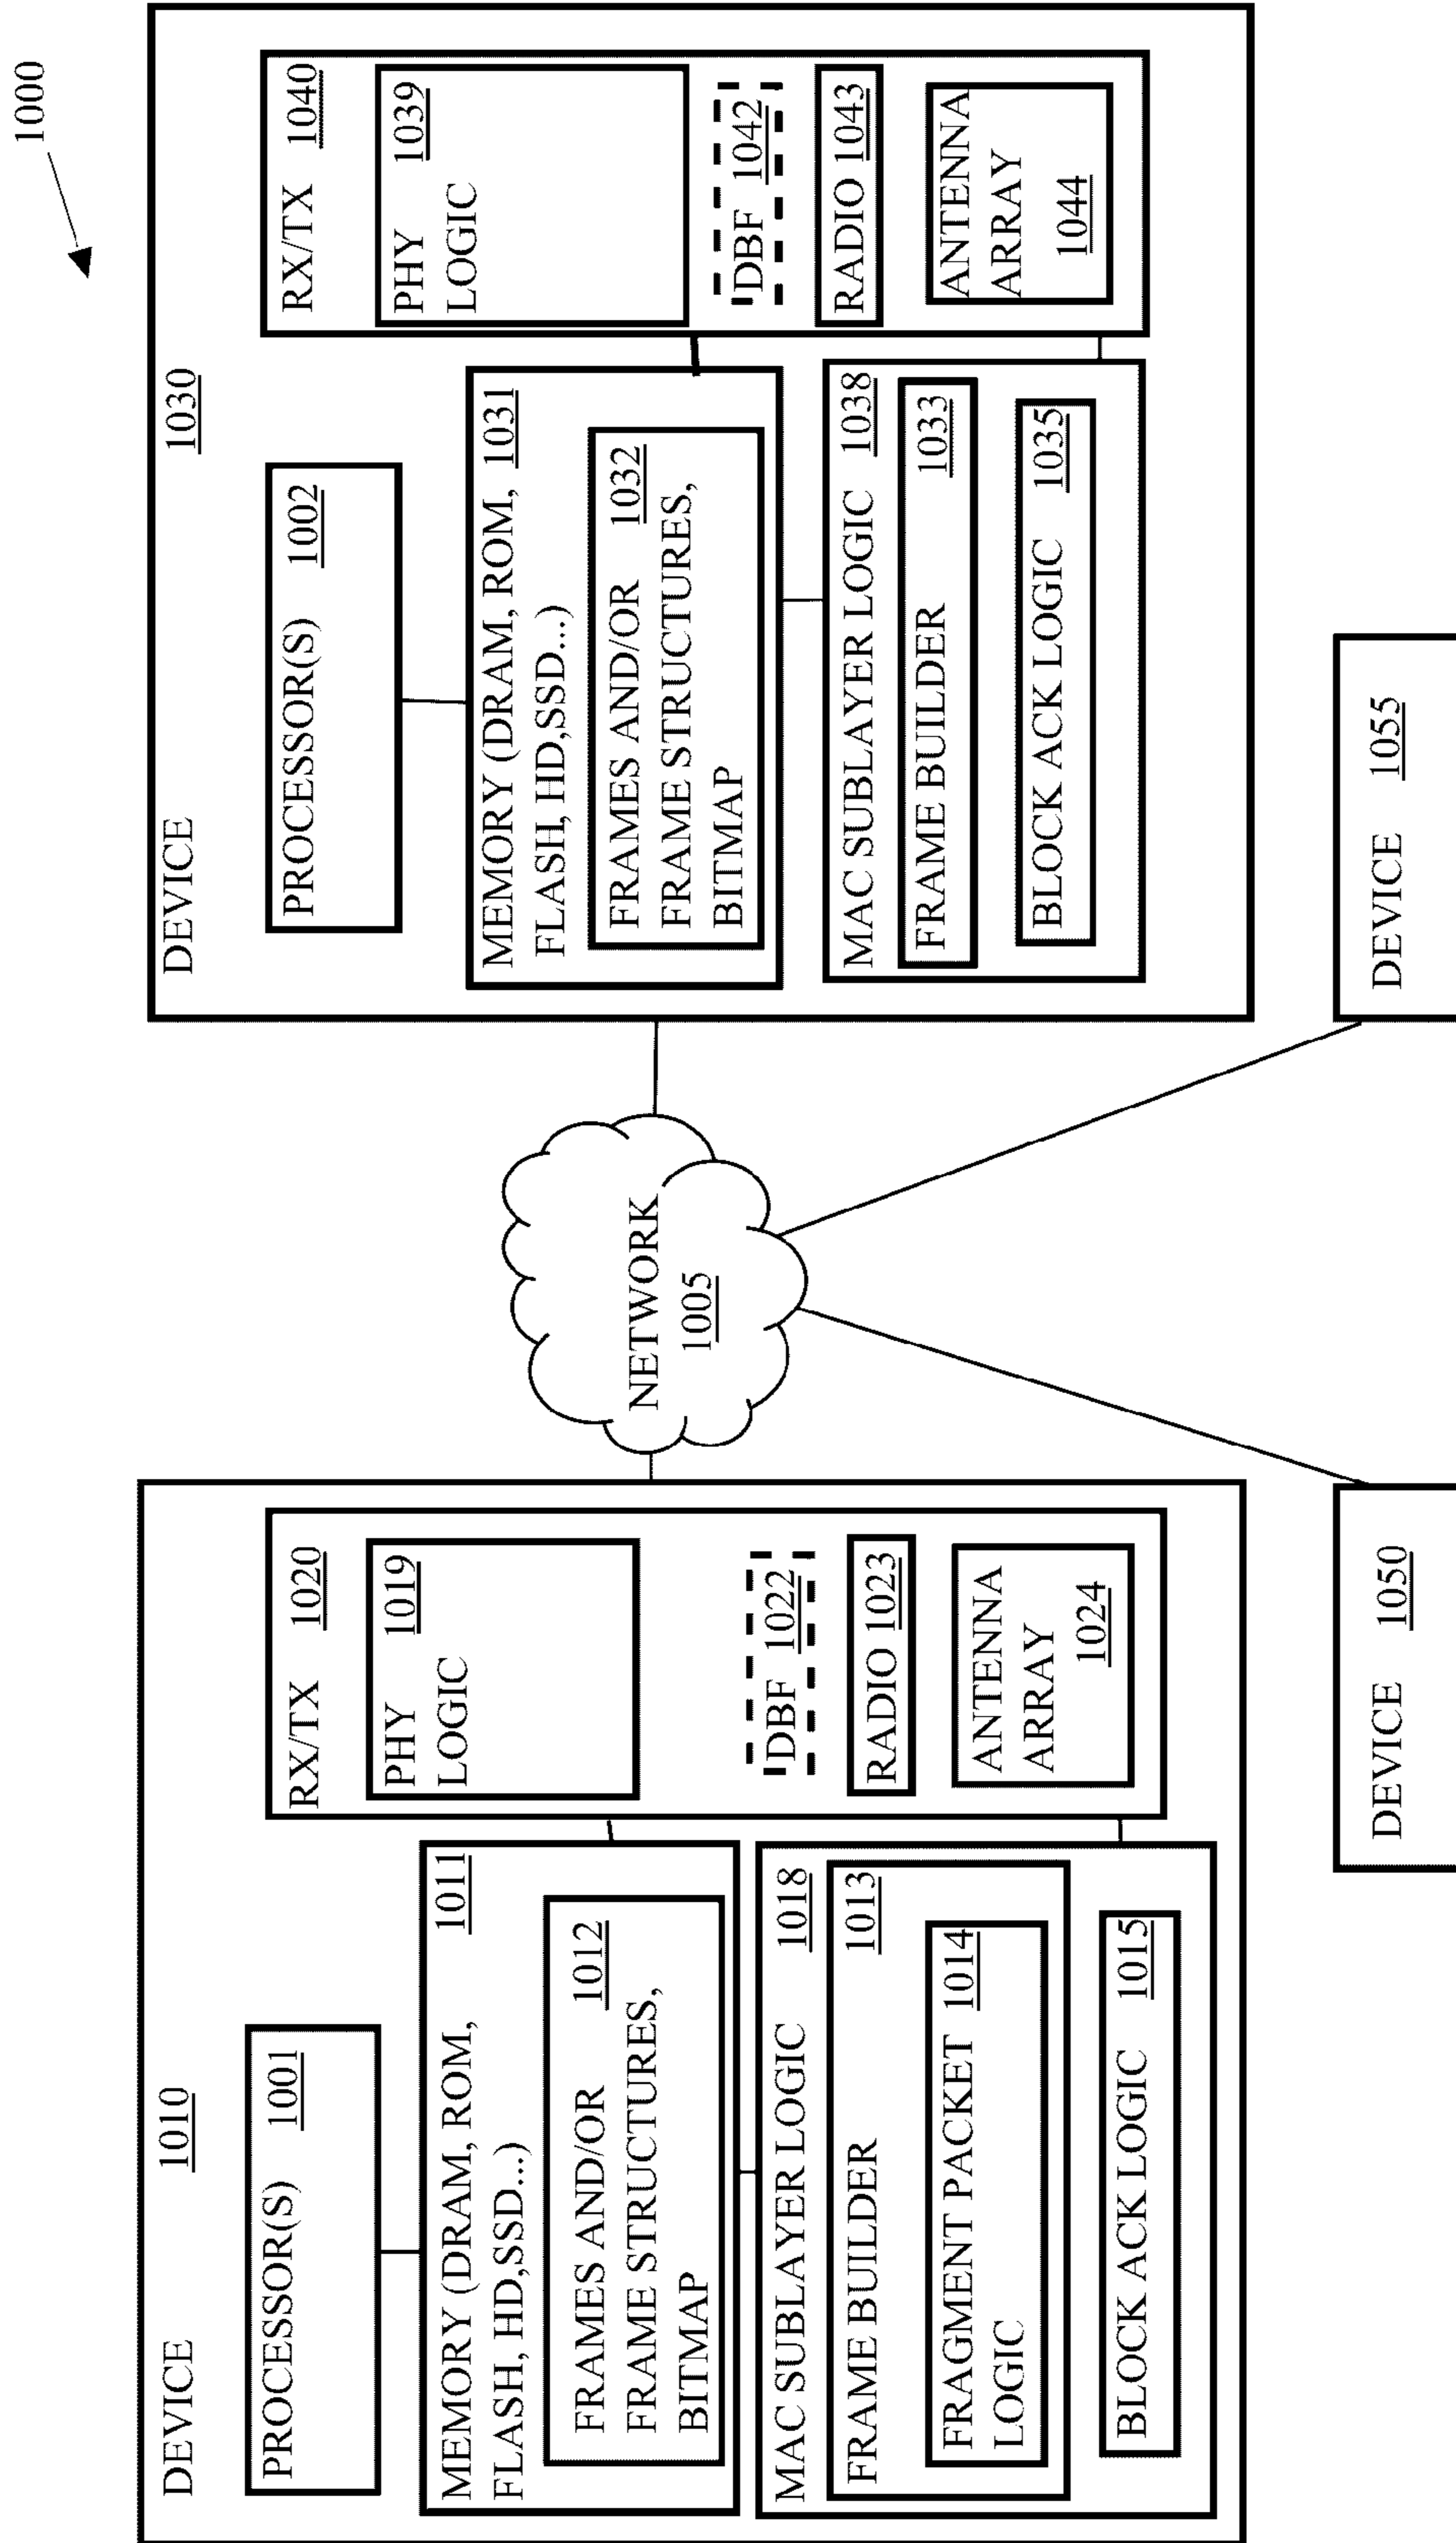 1000
DEVICE 1010
PROCESSOR(S) 1001
MEMORY (DRAM, ROM, 1011
FLASH, HD,SSD...)
FRAMES AND/OR 1012
FRAME STRUCTURES,
BITMAP
MAC SUBLAYER LOGIC 1018
FRAME BUILDER 1013
FRAGMENT PACKET 1014
LOGIC
BLOCK ACK LOGIC 1015
RX/TX 1020
PHY 1019
LOGIC
DBF 1022
RADIO 1023
ANTENNA
ARRAY
1024
NETWORK
1005
DEVICE 1030
PROCESSOR(S) 1002
MEMORY (DRAM, ROM, 1031
FLASH, HD,SSD...)
FRAMES AND/OR 1032
FRAME STRUCTURES,
BITMAP
MAC SUBLAYER LOGIC 1038
FRAME BUILDER 1033
BLOCK ACK LOGIC 1035
RX/TX 1040
PHY 1039
LOGIC
DBF 1042
RADIO 1043
ANTENNA
ARRAY
1044
DEVICE 1050
DEVICE 1055